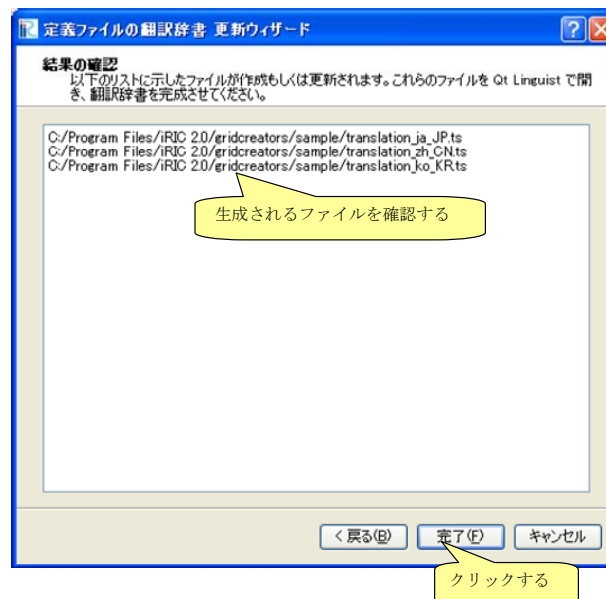 定義ファイルの翻訳辞書 更新ウィザード
結果の確認
以下のリストに示したファイルが作成もしくは更新されます。これらのファイルを Qt Linguist で開
き、翻訳辞書を完成させてください。
C:/Program Files/iRIC 2.0/gridcreators/sample/translation_ja_JP.ts
C:/Program Files/iRIC 2.0/gridcreators/sample/translation_zh_CN.ts
C:/Program Files/iRIC 2.0/gridcreators/sample/translation_ko_KR.ts
生成されるファイルを確認する
< 戻る(B) 完了(F) キャンセル
クリックする